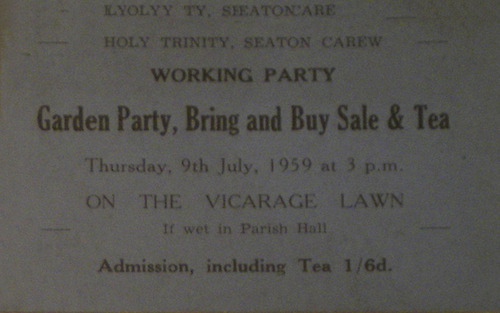 HOLY TRINITY, SEATON CAREW
WORKING PARTY
Garden Party, Bring and Buy Sale & Tea
Thursday, 9th July, 1959 at 3 p.m.
ON THE VICARAGE LAWN
If wet in Parish Hall
Admission, including Tea 1/6d.